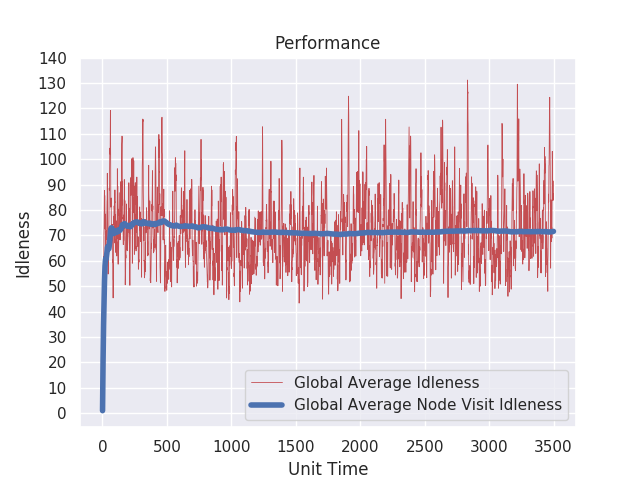 Performance
140
130
120
110
100
90
80
70
60
50
40
30
20
10
0
Idleness
0 500 1000 1500 2000 2500 3000 3500
Unit Time
Global Average Idleness
Global Average Node Visit Idleness